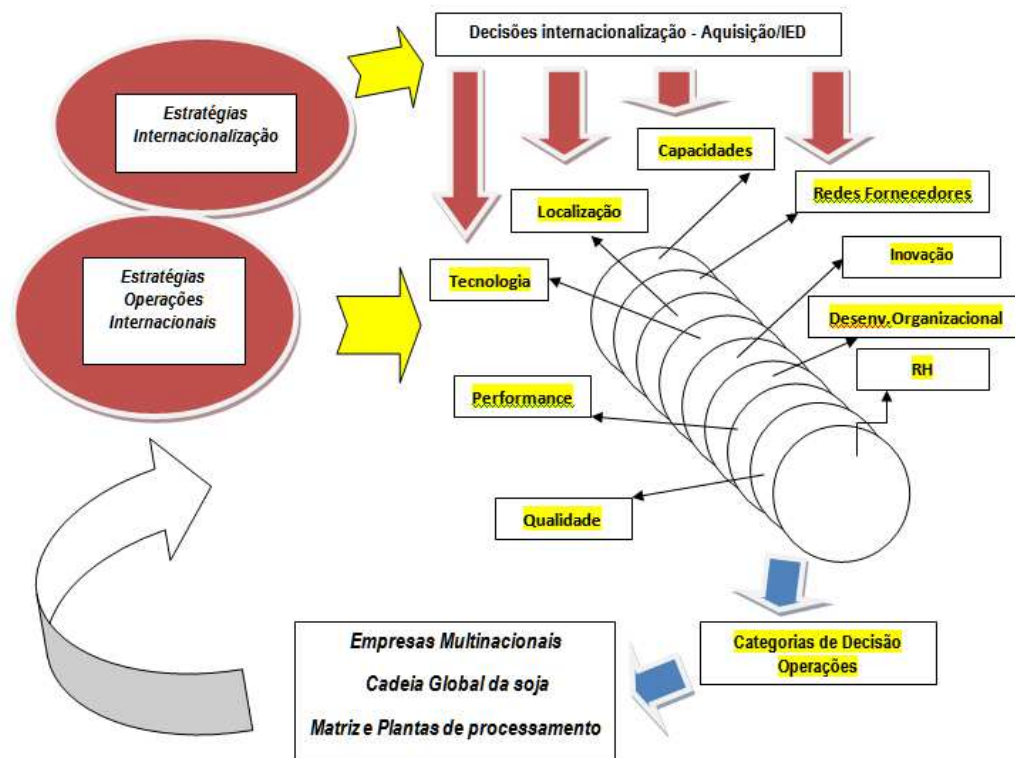 Decisões internacionalização - Aquisição/IED
Estratégias
Internacionalização
Capacidades
Redes Fornecedores
Localização
Inovação
Tecnologia
Estratégias
Operações
Internacionais
Desenv.Organizacional
RH
Performance
Qualidade
Categorias de Decisão
Operações
Empresas Multinacionais
Cadeia Global da soja
Matriz e Plantas de processamento